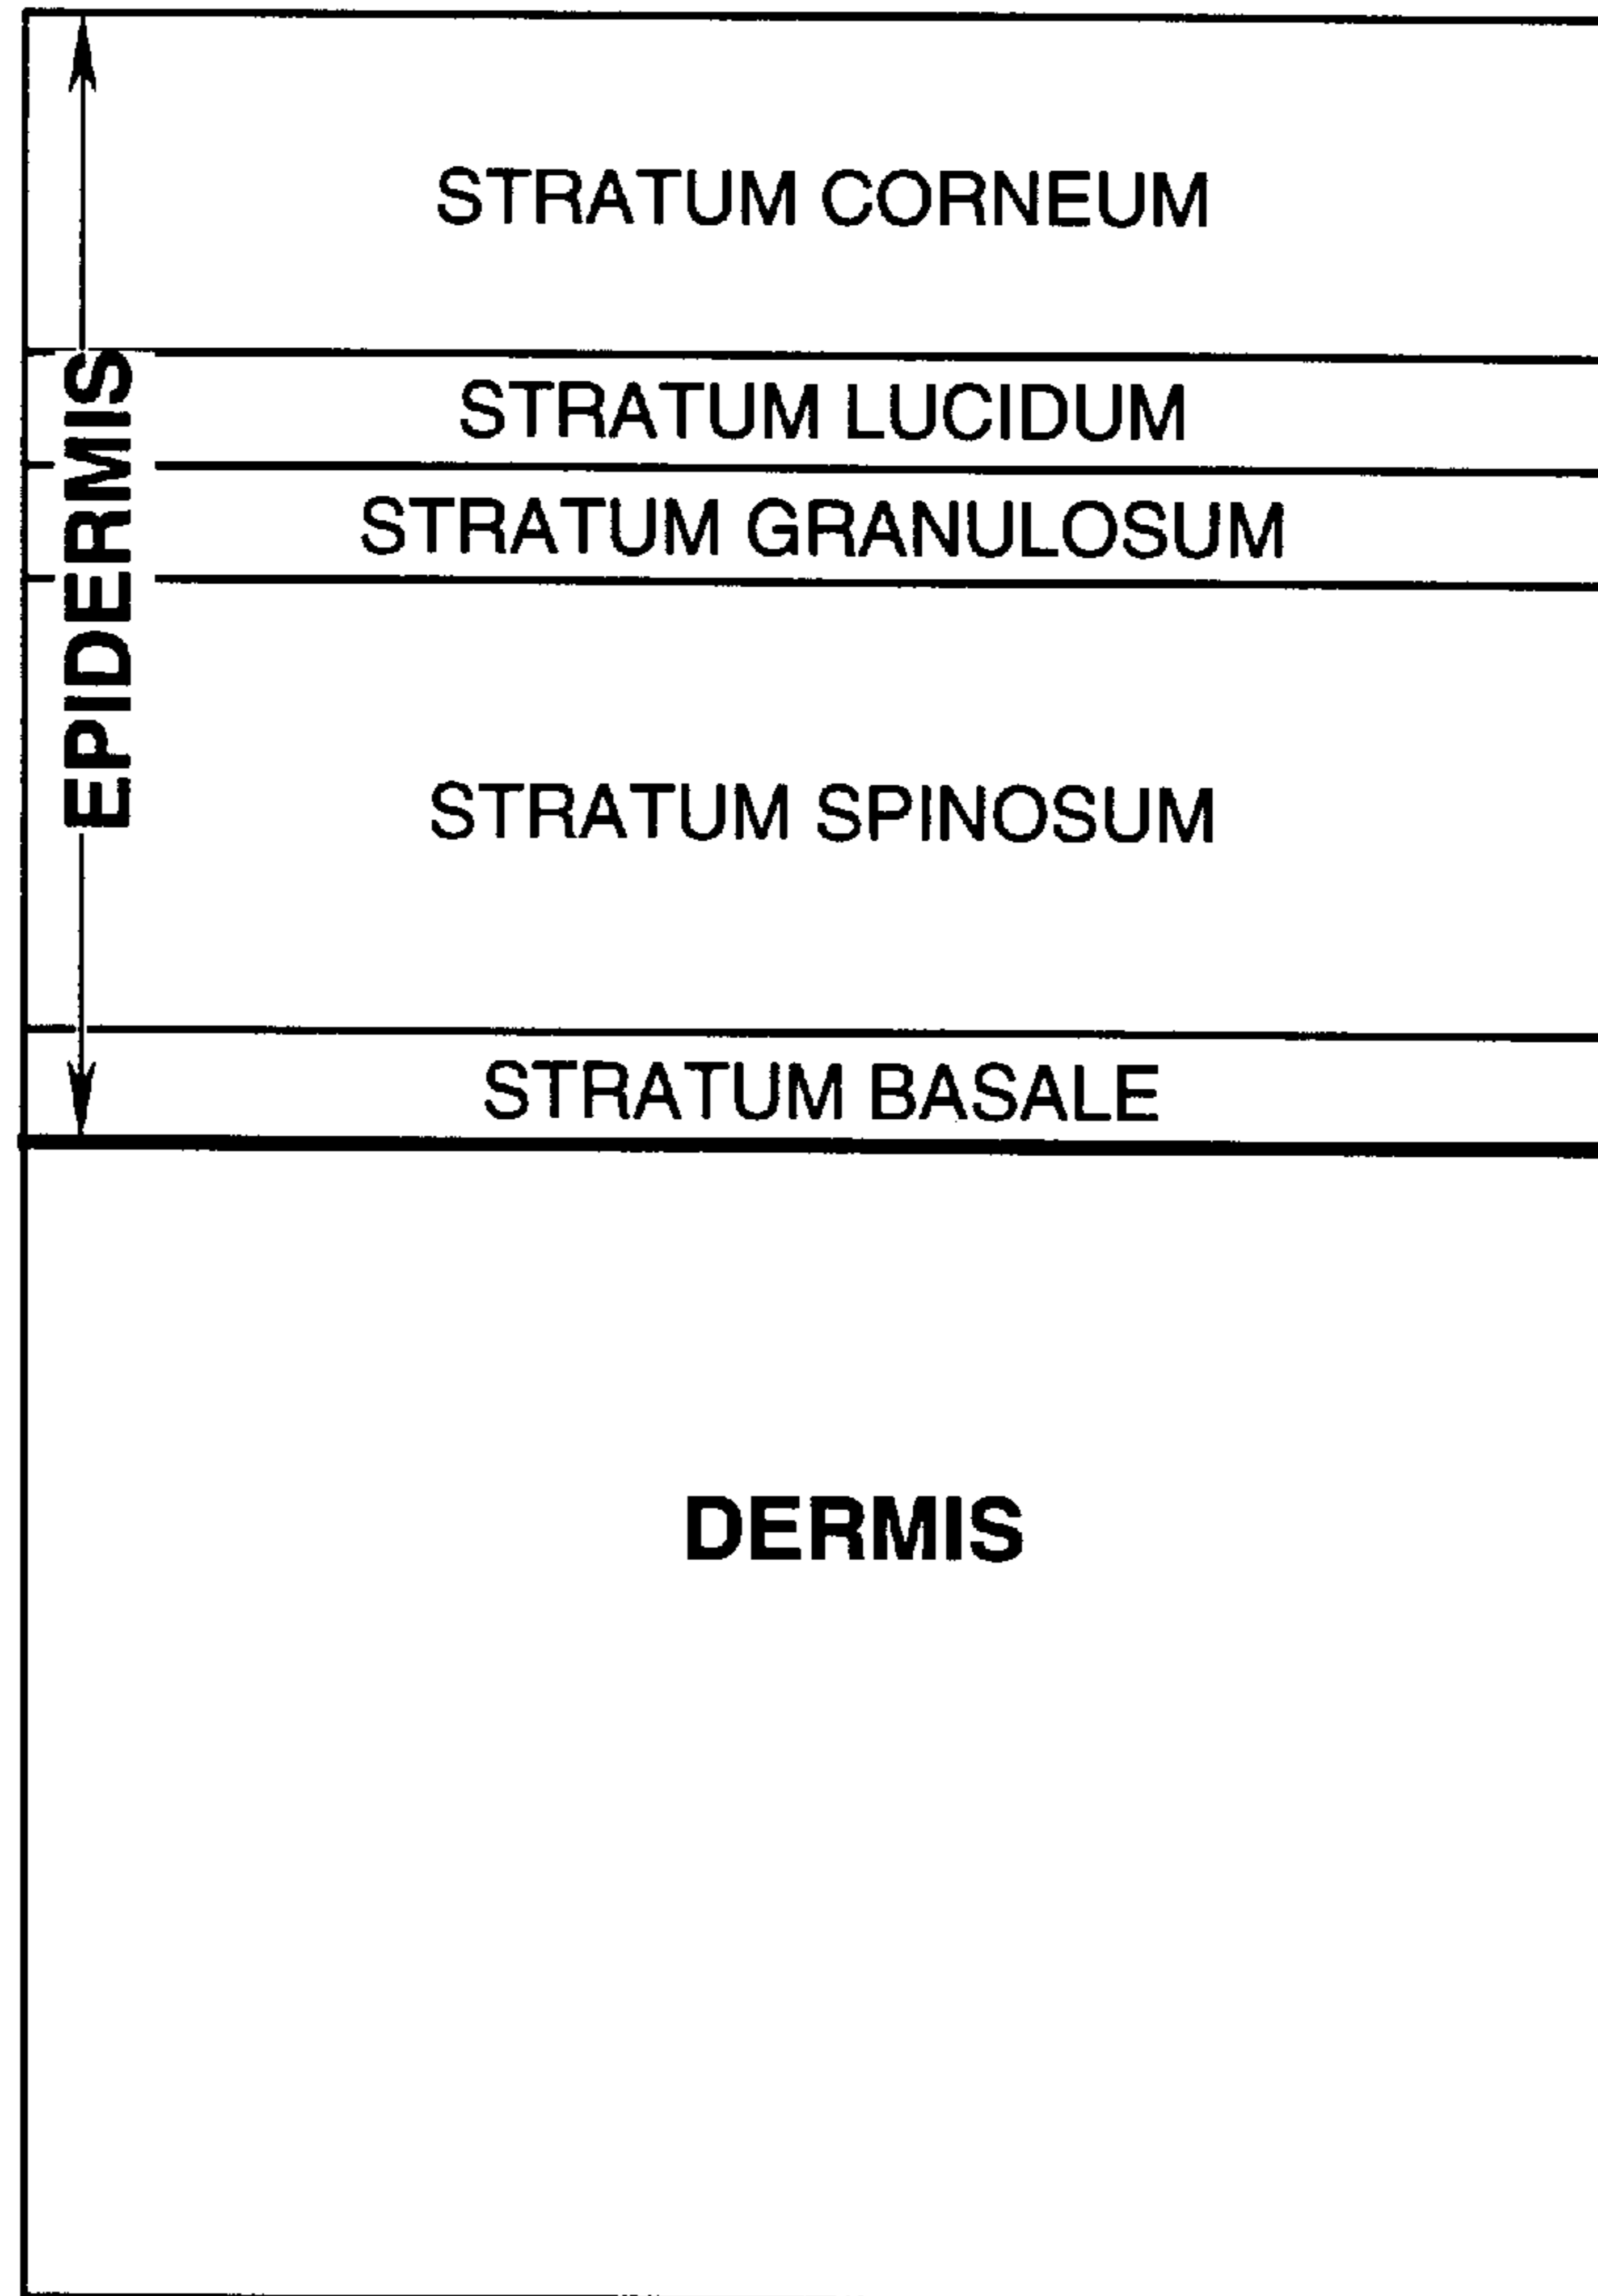 STRATUM CORNEUM
EPIDERMIS
STRATUM LUCIDUM
STRATUM GRANULOSUM
STRATUM SPINOSUM
STRATUM BASALE
DERMIS